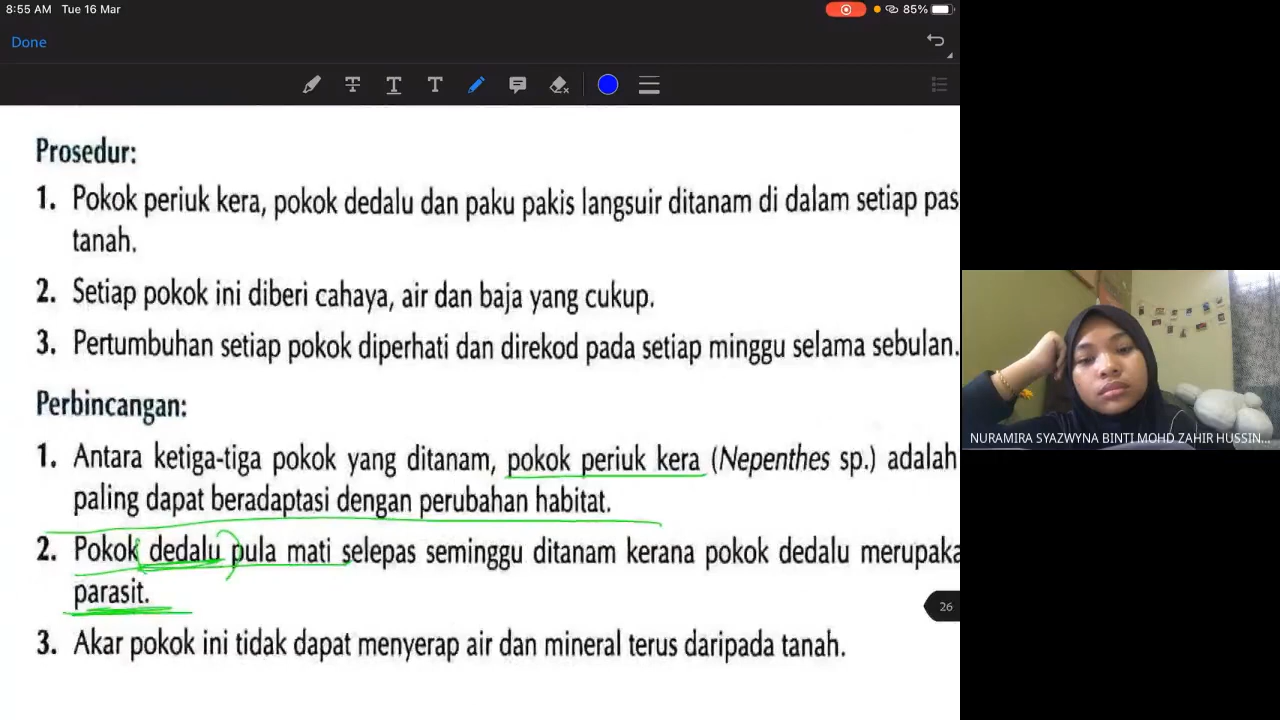 8:55 AM Tue 16 Mar
85%
Done
T T T
Prosedur:
1. Pokok periuk kera, pokok dedalu dan paku pakis langsuir ditanam di dalam setiap pas
tanah.
2. Setiap pokok ini diberi cahaya, air dan baja yang cukup.
3. Pertumbuhan setiap pokok diperhati dan direkod pada setiap minggu selama sebulan.
Perbincangan:
1. Antara ketiga-tiga pokok yang ditanam, pokok periuk kera (Nepenthes sp.) adalah
paling dapat beradaptasi dengan perubahan habitat.
2. Pokok dedalu pula mati selepas seminggu ditanam kerana pokok dedalu merupaka
parasit.
26
3. Akar pokok ini tidak dapat menyerap air dan mineral terus daripada tanah.
NURAMIRA SYAZWYNA BINTI MOHD ZAHIR HUSSIN...